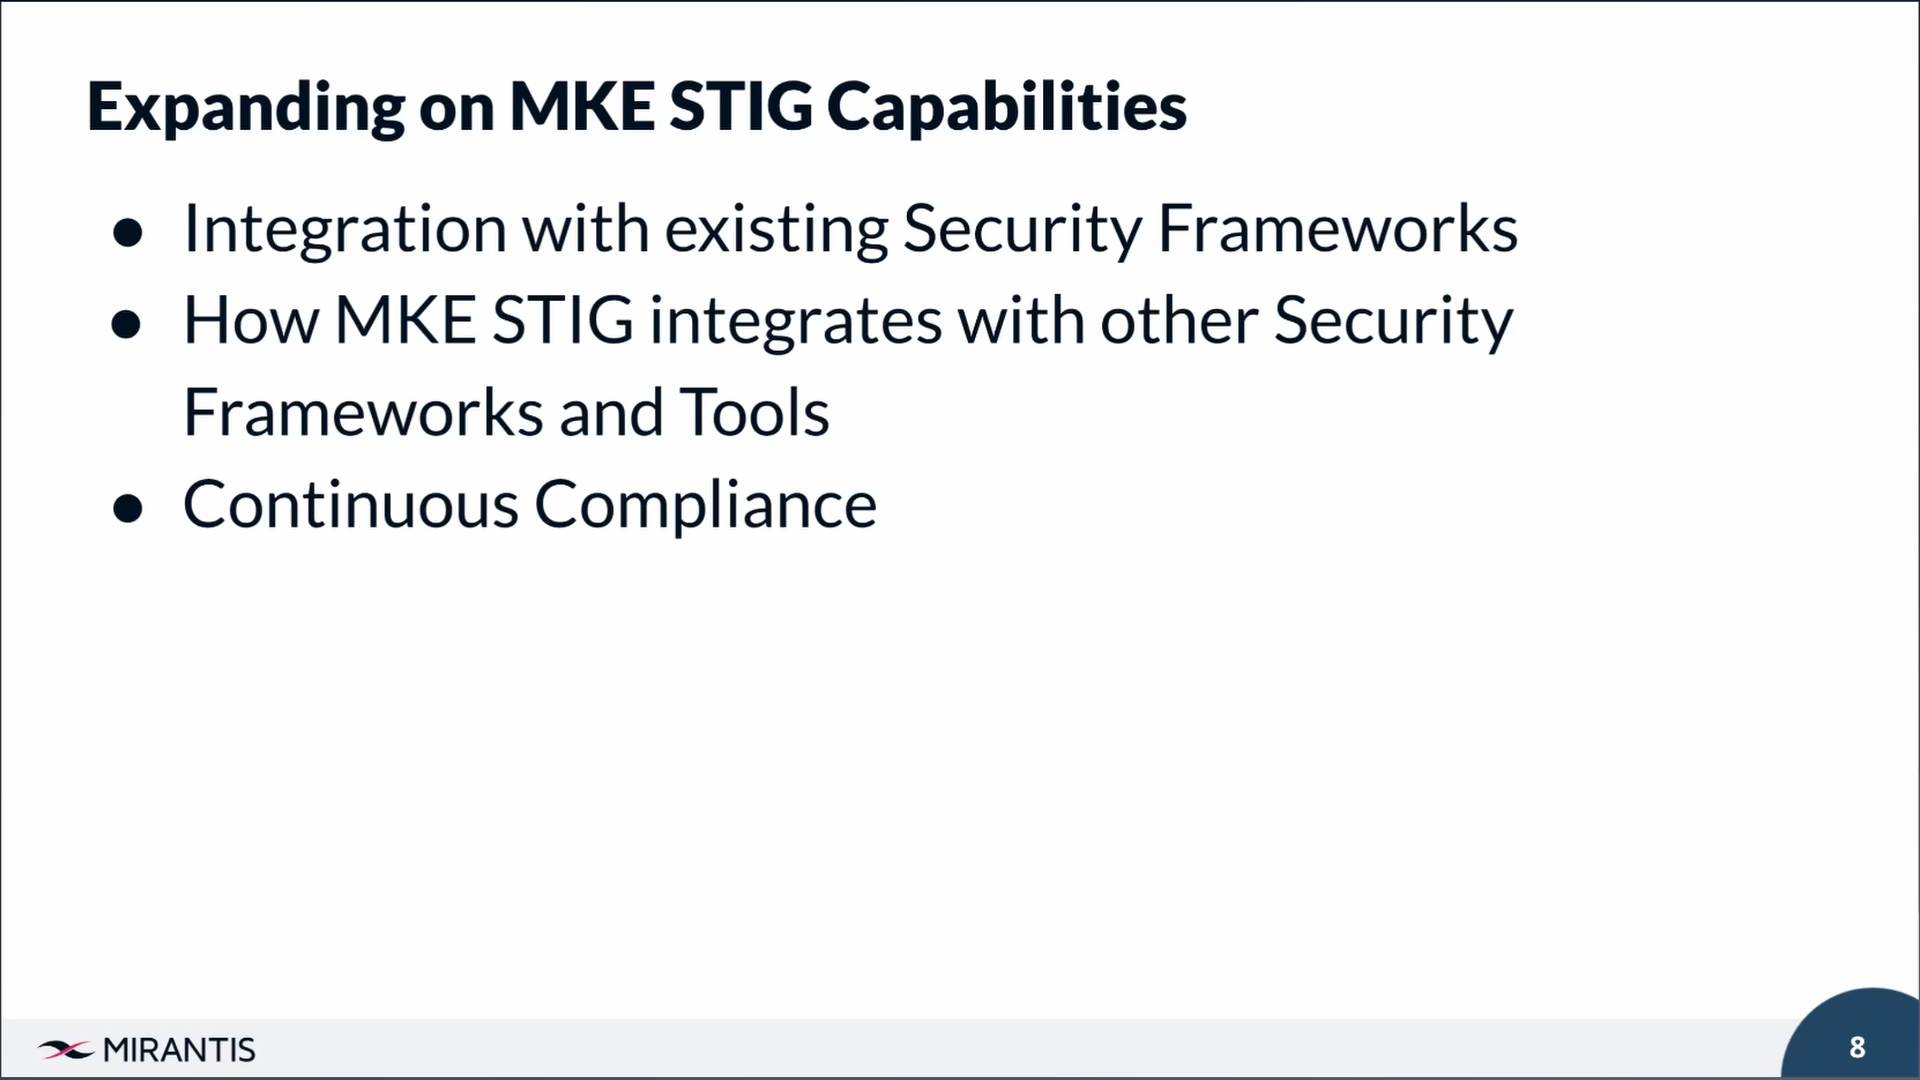 Expanding on MKE STIG Capabilities
● Integration with existing Security Frameworks
● How MKE STIG integrates with other Security
Frameworks and Tools
● Continuous Compliance
MIRANTIS
8